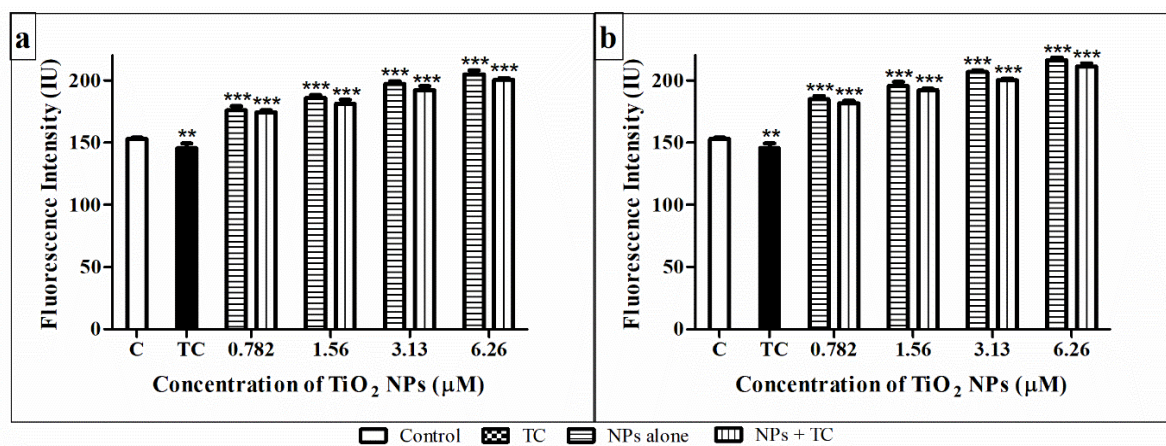 a
Fluorescence Intensity (IU)
200
150
100
50
0
**
*** ***
*** ***
*** ***
*** ***
C TC 0.782 1.56 3.13 6.26
Concentration of TiO₂ NPs (μM)
b
Fluorescence Intensity (IU)
200
150
100
50
0
**
*** ***
*** ***
*** ***
*** ***
C TC 0.782 1.56 3.13 6.26
Concentration of TiO₂ NPs (μM)
Control TC NPs alone NPs + TC